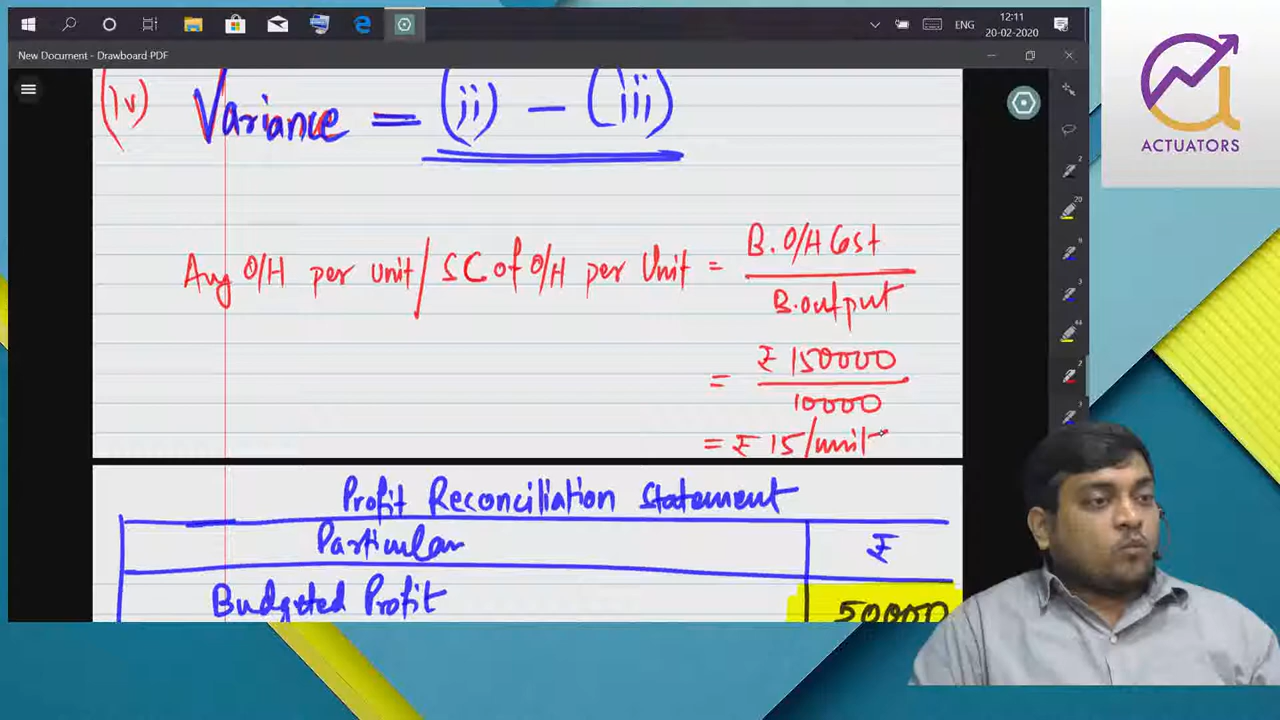 ENG
12:11
20-02-2020
New Document - Drawboard PDF
ACTUATORS
(iv) Variance = (ii) - (iii)
Avg O/H per unit / SC of O/H per Unit = B. O/H Cost
B. output
= ₹ 150000
10000
= ₹ 15/unit
Profit Reconciliation Statement
Particular ₹
Budgeted Profit 50000